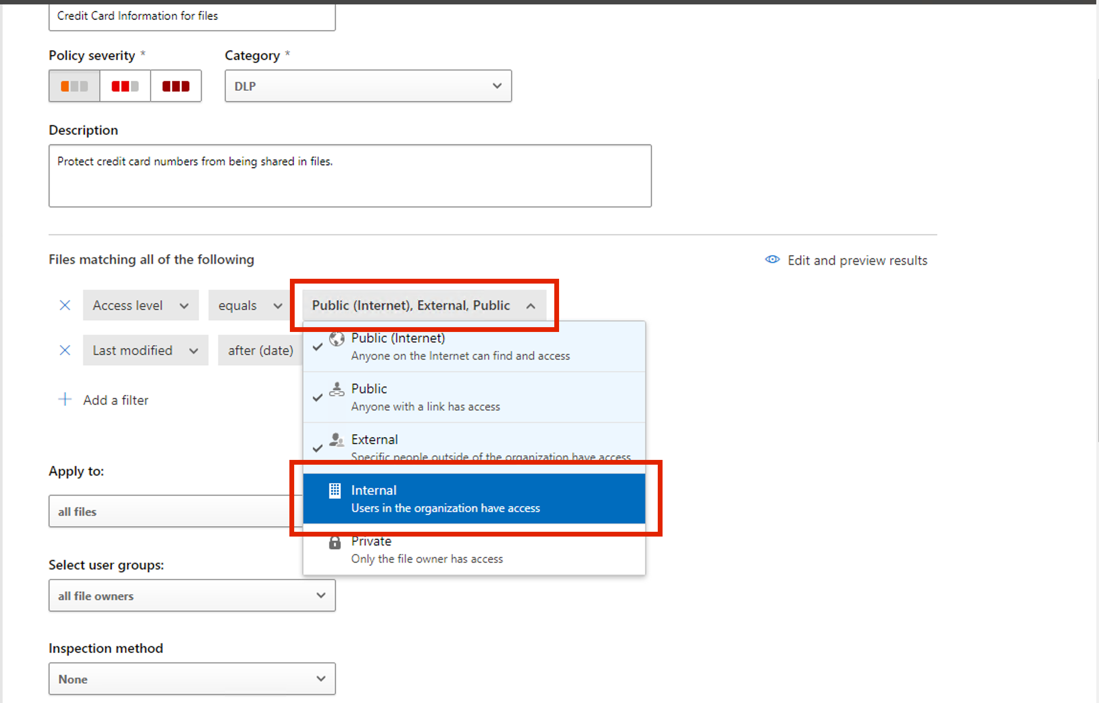 Credit Card Information for files
Policy severity *
Category *
DLP
Description
Protect credit card numbers from being shared in files.
Files matching all of the following
Edit and preview results
Access level
equals
Public (Internet), External, Public
Last modified
after (date)
Add a filter
Public (Internet)
Anyone on the Internet can find and access
Public
Anyone with a link has access
External
Specific people outside of the organization have access
Internal
Users in the organization have access
Private
Only the file owner has access
Apply to:
all files
Select user groups:
all file owners
Inspection method
None